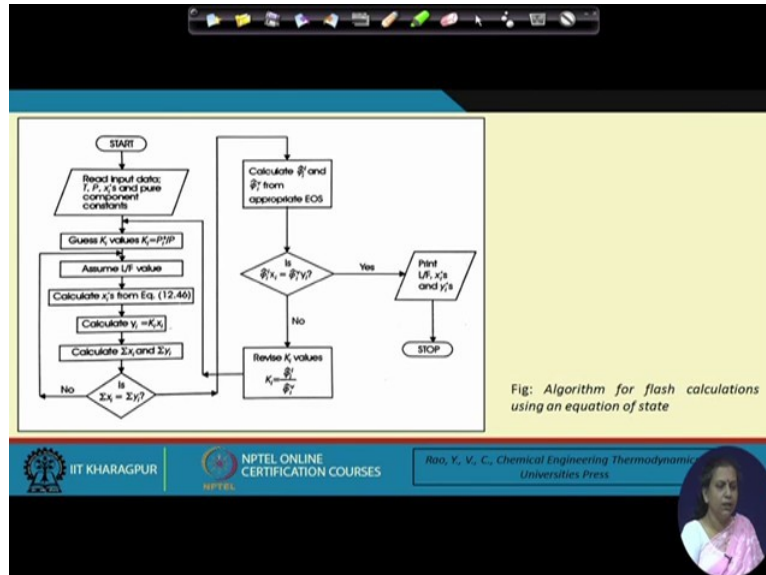 START
Read input data;
T, P, xᵢ's and pure
component
constants
Guess Kᵢ values Kᵢ=Pᵢˢ/P
Assume L/F value
Calculate xᵢ's from Eq. (12.46)
Calculate yᵢ =Kᵢxᵢ
Calculate Σxᵢ and Σyᵢ
Is
Σxᵢ = Σyᵢ?
No
Calculate φ̂ᵢˡ and
φ̂ᵢᵛ from
appropriate EOS
Is
φ̂ᵢˡxᵢ = φ̂ᵢᵛyᵢ?
Yes
No
Revise Kᵢ values
Kᵢ=φ̂ᵢˡ/φ̂ᵢᵛ
Print
L/F, xᵢ's
and yᵢ's
STOP
Fig: Algorithm for flash calculations
using an equation of state
IIT KHARAGPUR
NPTEL
NPTEL ONLINE
CERTIFICATION COURSES
Rao, Y., V., C., Chemical Engineering
Universities Press